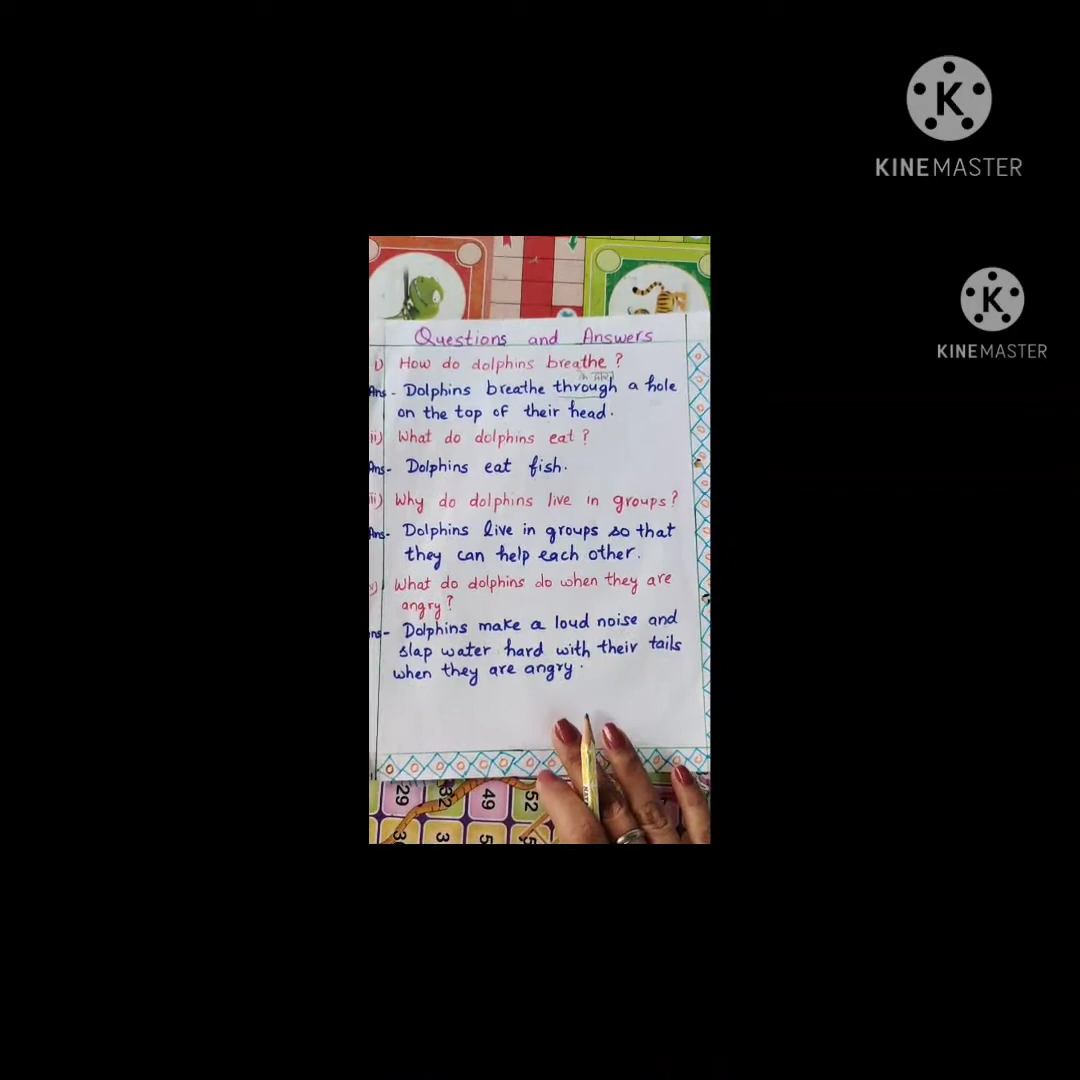 KINEMASTER
KINEMASTER
Questions and Answers
i) How do dolphins breathe ?
Ans - Dolphins breathe through a hole
on the top of their head.
ii) What do dolphins eat ?
Ans- Dolphins eat fish.
iii) Why do dolphins live in groups ?
Ans- Dolphins live in groups so that
they can help each other.
v) What do dolphins do when they are
angry ?
ns- Dolphins make a loud noise and
slap water hard with their tails
when they are angry.
29
32
49
52